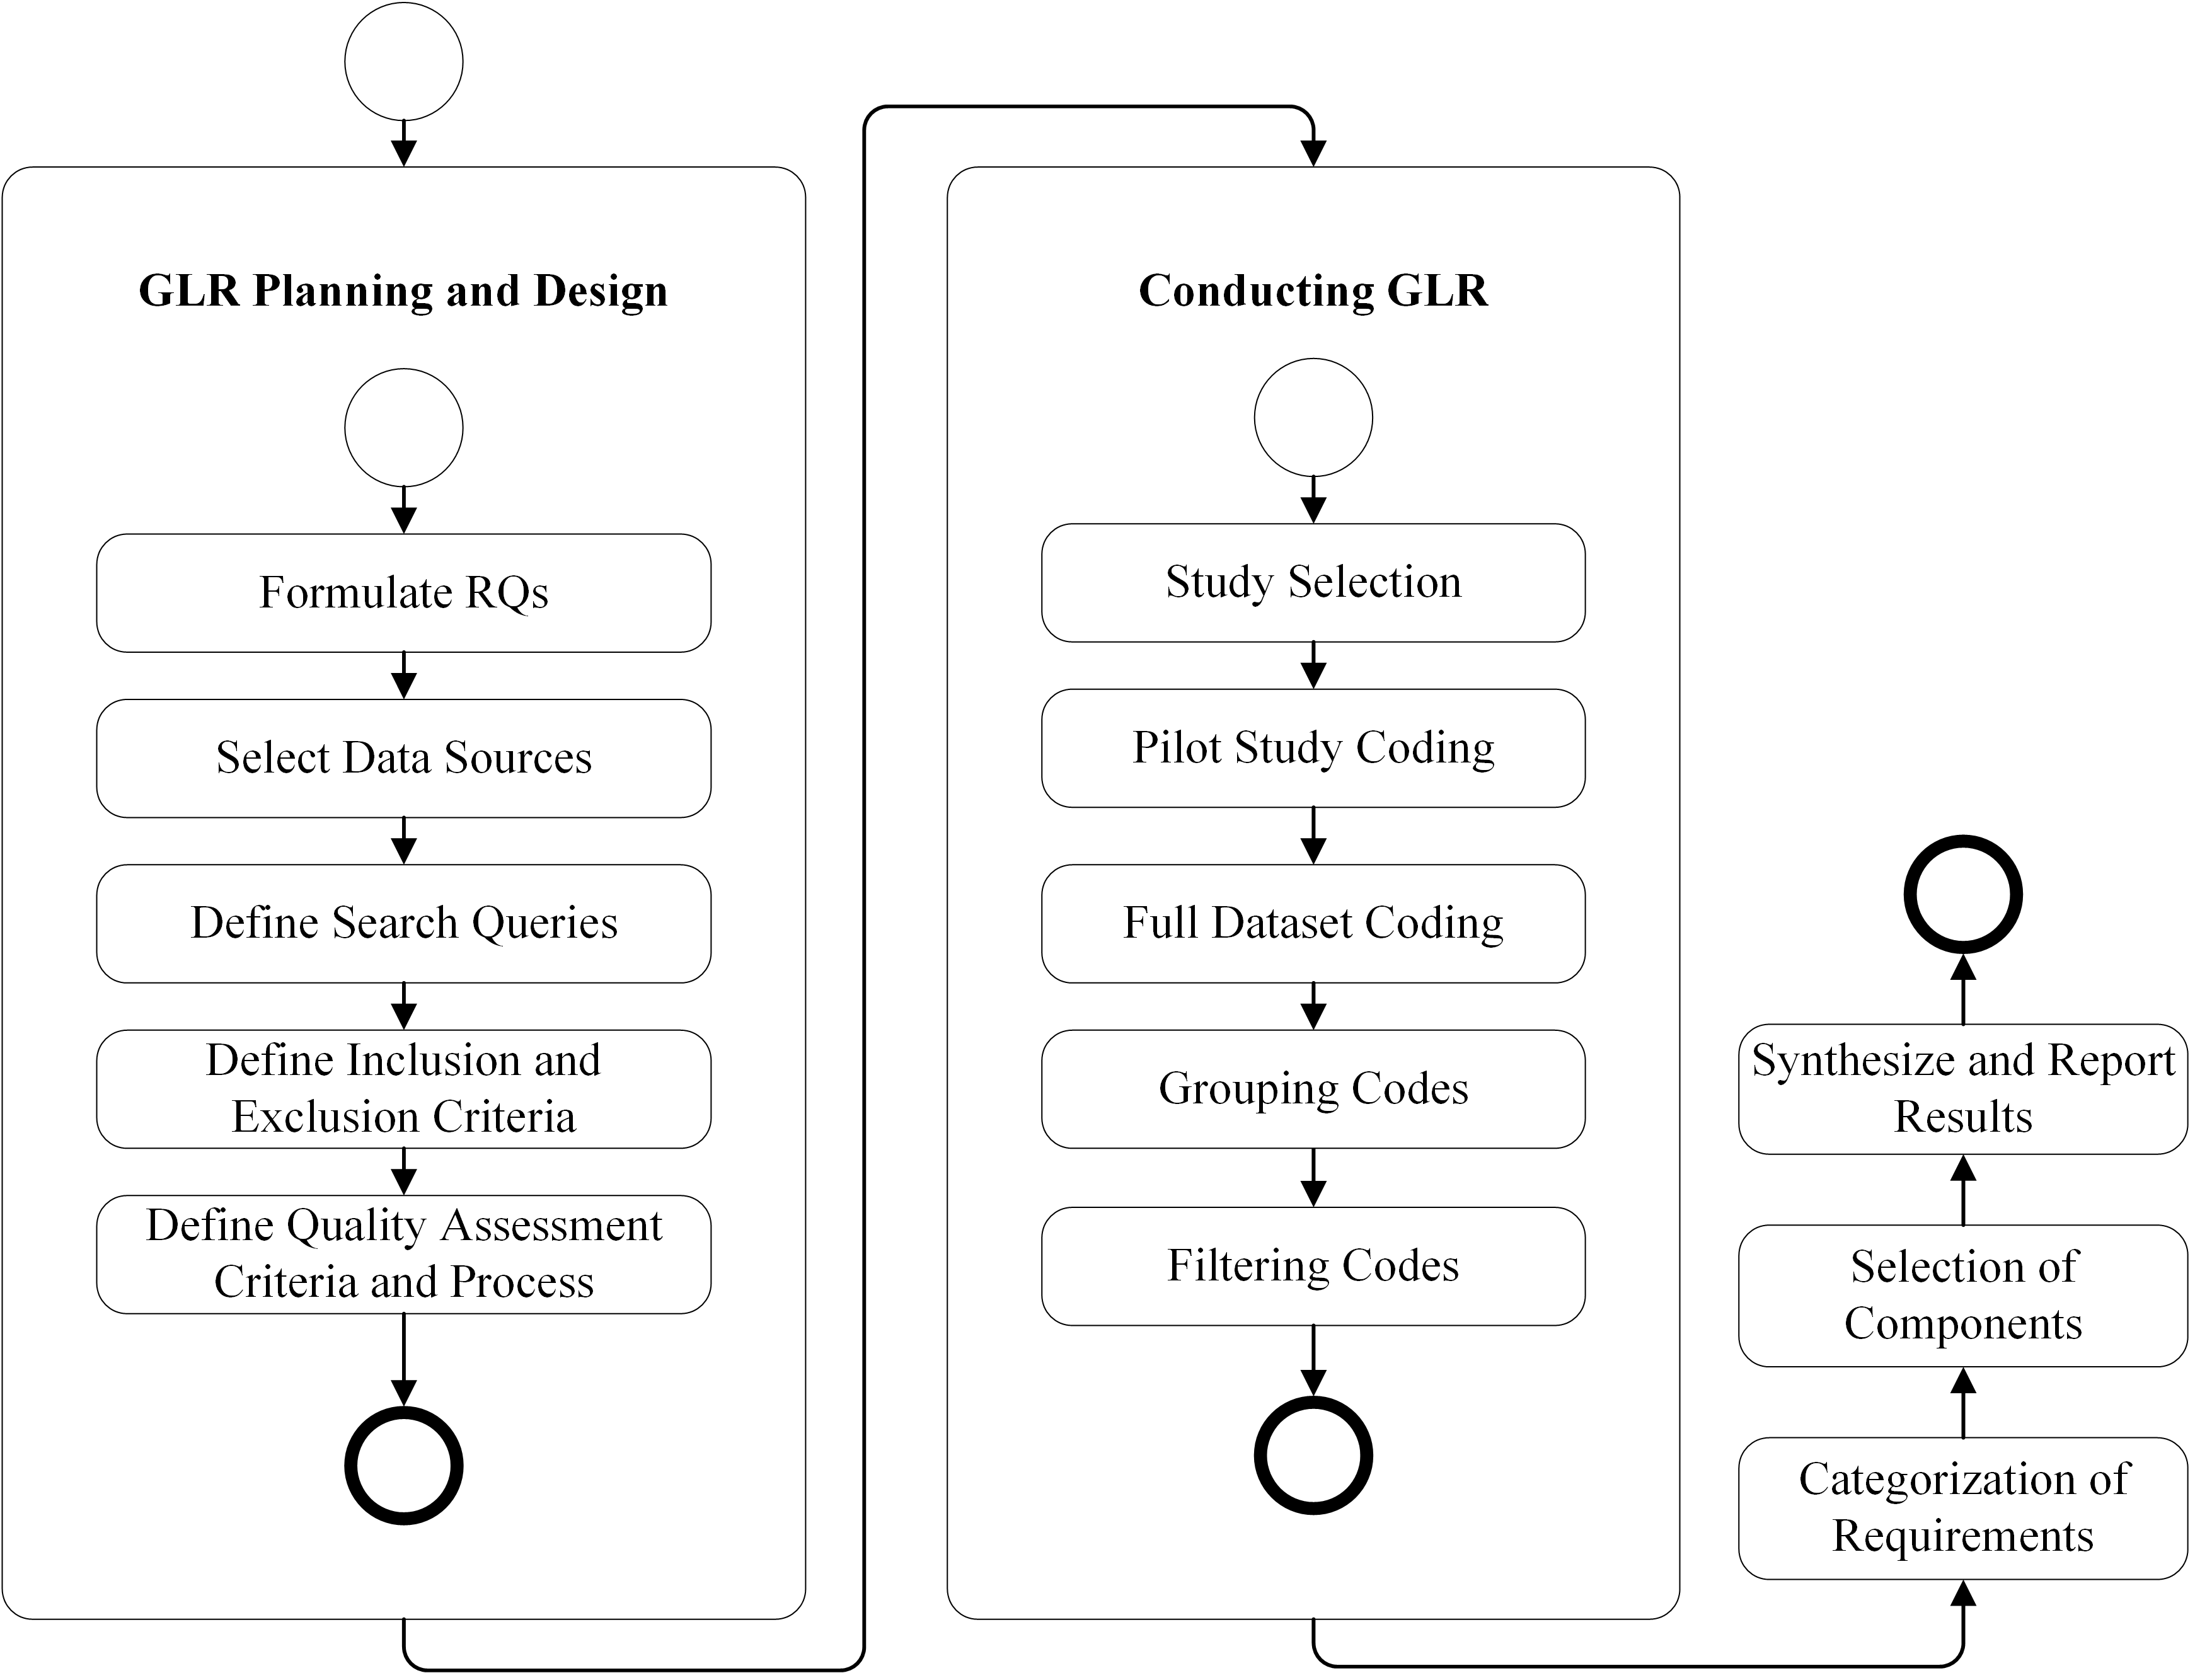 GLR Planning and Design
Formulate RQs
Select Data Sources
Define Search Queries
Define Inclusion and
Exclusion Criteria
Define Quality Assessment
Criteria and Process
Conducting GLR
Study Selection
Pilot Study Coding
Full Dataset Coding
Grouping Codes
Filtering Codes
Categorization of
Requirements
Selection of
Components
Synthesize and Report
Results